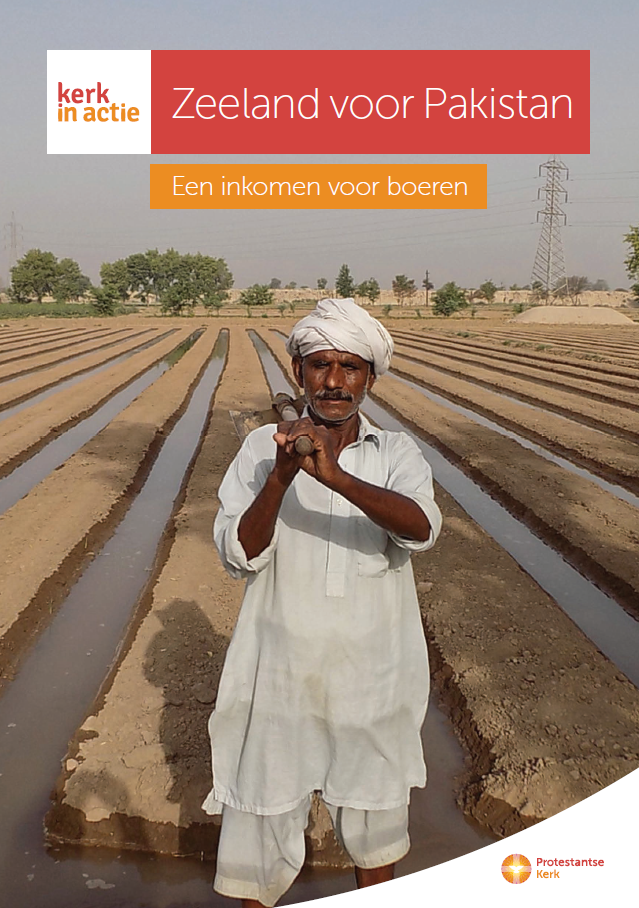 kerk
in actie
Zeeland voor Pakistan
Een inkomen voor boeren
Protestantse
Kerk